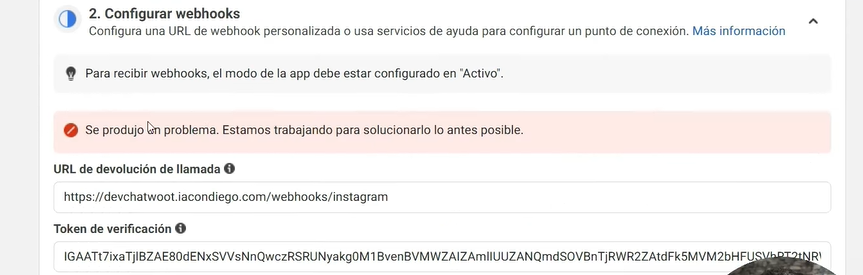 2. Configurar webhooks
Configura una URL de webhook personalizada o usa servicios de ayuda para configurar un punto de conexión. Más información
Para recibir webhooks, el modo de la app debe estar configurado en "Activo".
Se produjo un problema. Estamos trabajando para solucionarlo lo antes posible.
URL de devolución de llamada
https://devchatwoot.iacondiego.com/webhooks/instagram
Token de verificación